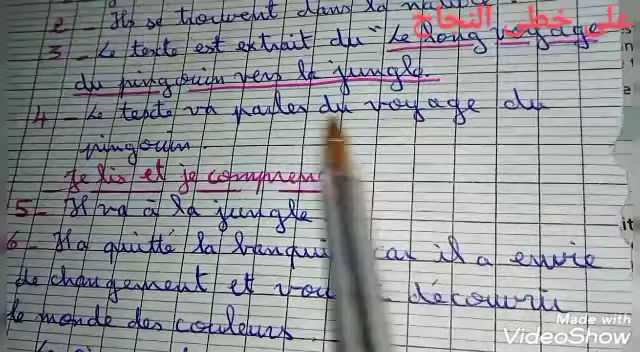 على خطى النجاح
2 - Ils se trouvent dans la
3 - Le texte est extrait du "Le long voyage
du pingouin vers la jungle.
4 - Le texte va parler du voyage du
pingouin.
Je lis et je compren
5 - Il va à la jungle
6 - Il a quitté la banqui car il a envie
de changement et vou découvrir
le monde des couleurs.
Made with
VideoShow